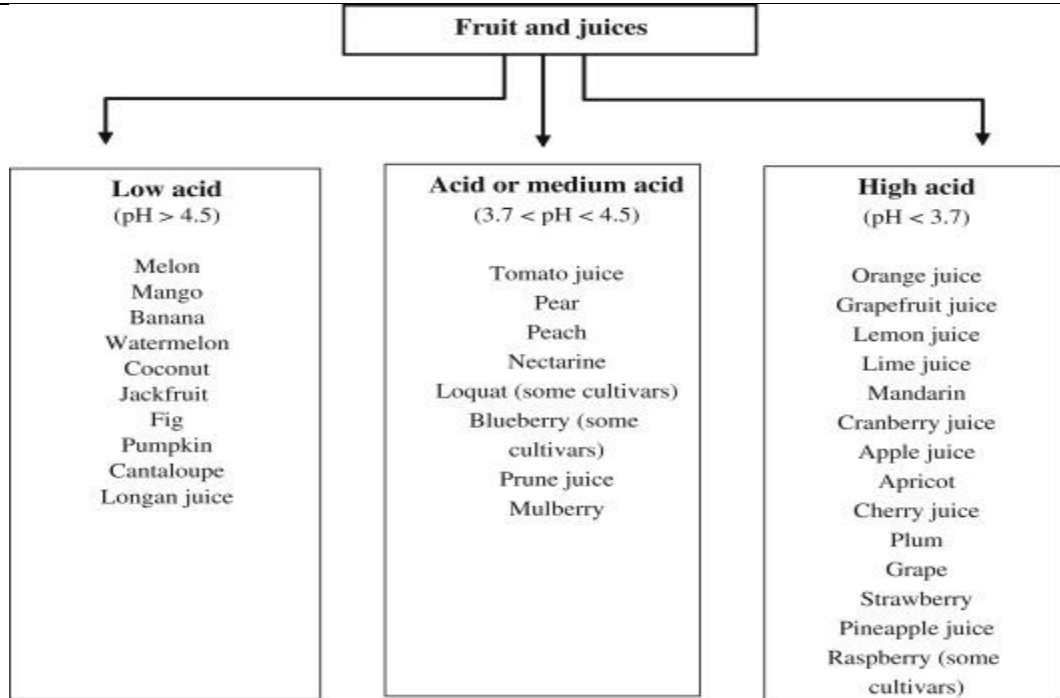 Fruit and juices
Low acid
(pH > 4.5)
Melon
Mango
Banana
Watermelon
Coconut
Jackfruit
Fig
Pumpkin
Cantaloupe
Longan juice
Acid or medium acid
(3.7 < pH < 4.5)
Tomato juice
Pear
Peach
Nectarine
Loquat (some cultivars)
Blueberry (some
cultivars)
Prune juice
Mulberry
High acid
(pH < 3.7)
Orange juice
Grapefruit juice
Lemon juice
Lime juice
Mandarin
Cranberry juice
Apple juice
Apricot
Cherry juice
Plum
Grape
Strawberry
Pineapple juice
Raspberry (some
cultivars)